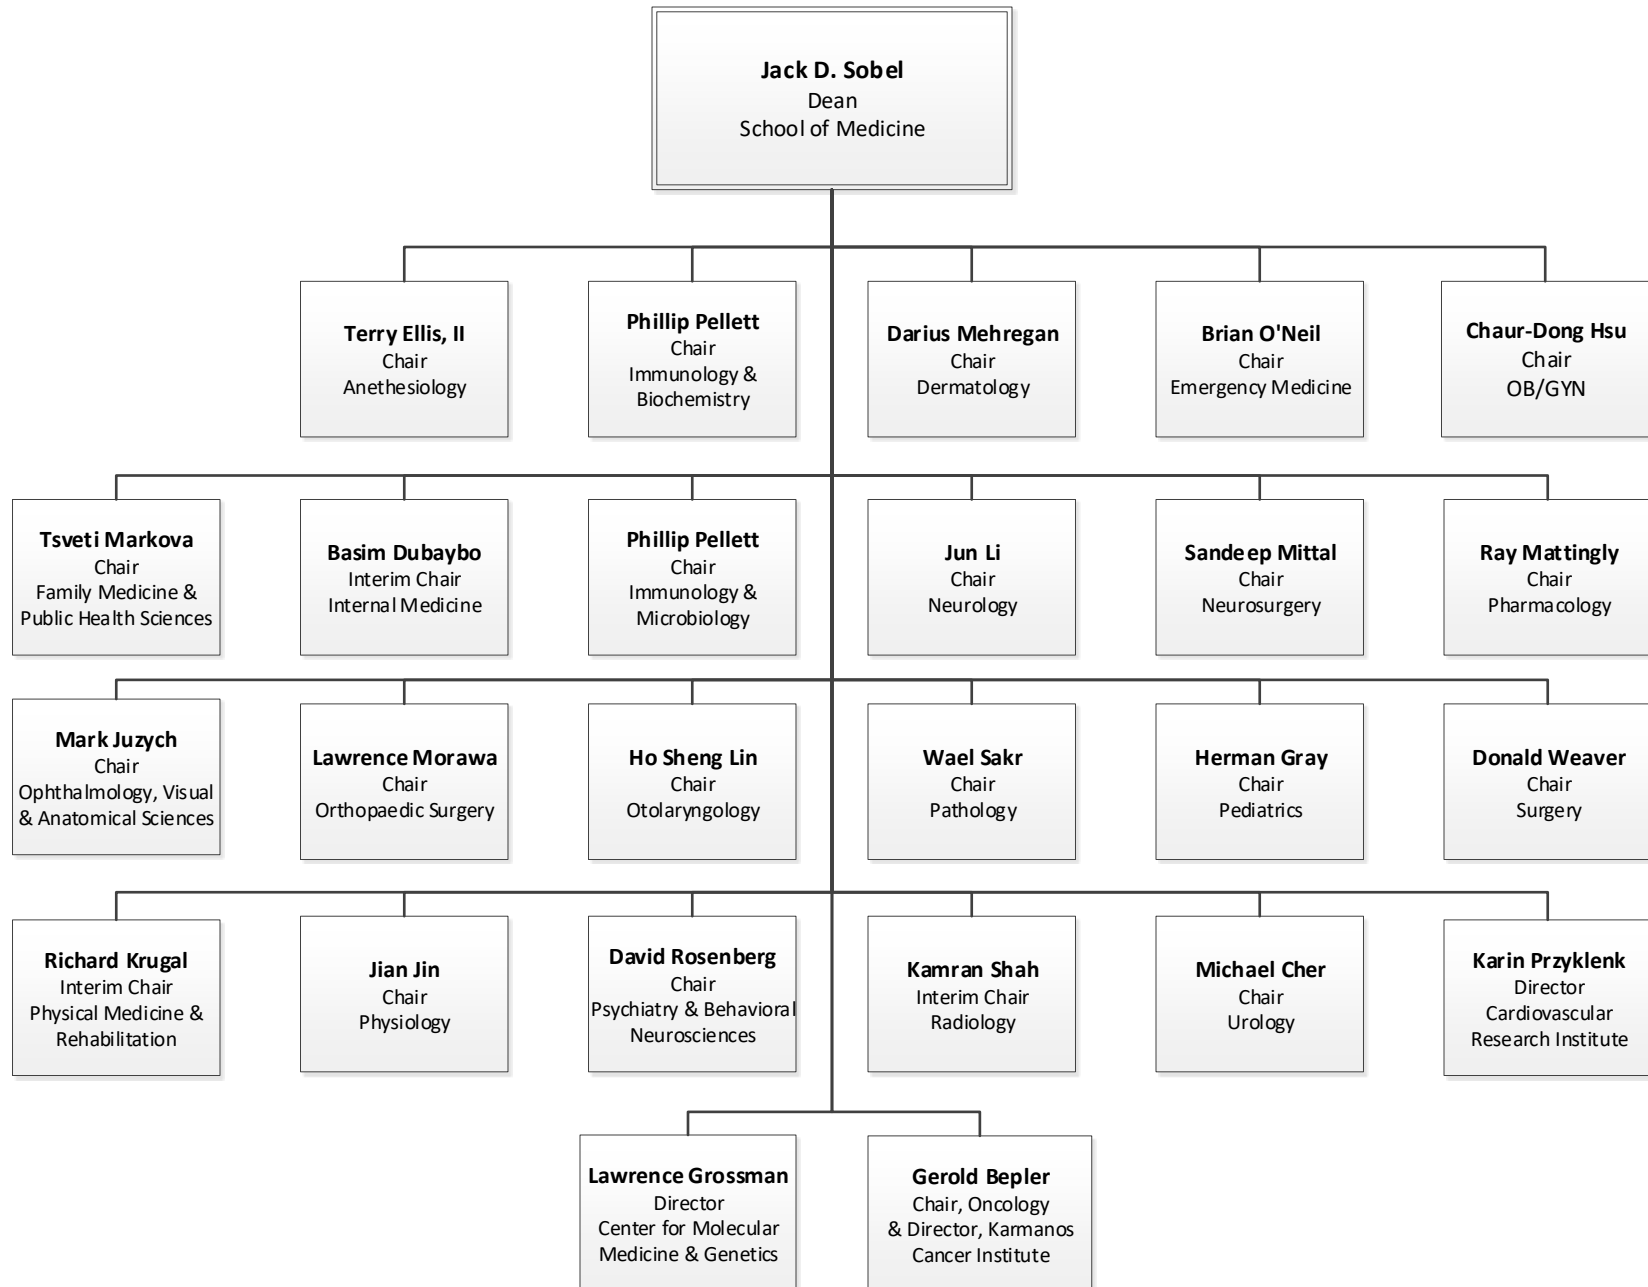 Jack D. Sobel
Dean
School of Medicine
Terry Ellis, II
Chair
Anethesiology
Phillip Pellett
Chair
Immunology &
Biochemistry
Darius Mehregan
Chair
Dermatology
Brian O'Neil
Chair
Emergency Medicine
Chaur-Dong Hsu
Chair
OB/GYN
Tsveti Markova
Chair
Family Medicine &
Public Health Sciences
Basim Dubaybo
Interim Chair
Internal Medicine
Phillip Pellett
Chair
Immunology &
Microbiology
Jun Li
Chair
Neurology
Sandeep Mittal
Chair
Neurosurgery
Ray Mattingly
Chair
Pharmacology
Mark Juzych
Chair
Ophthalmology, Visual
& Anatomical Sciences
Lawrence Morawa
Chair
Orthopaedic Surgery
Ho Sheng Lin
Chair
Otolaryngology
Wael Sakr
Chair
Pathology
Herman Gray
Chair
Pediatrics
Donald Weaver
Chair
Surgery
Richard Krugal
Interim Chair
Physical Medicine &
Rehabilitation
Jian Jin
Chair
Physiology
David Rosenberg
Chair
Psychiatry & Behavioral
Neurosciences
Kamran Shah
Interim Chair
Radiology
Michael Cher
Chair
Urology
Karin Przyklenk
Director
Cardiovascular
Research Institute
Lawrence Grossman
Director
Center for Molecular
Medicine & Genetics
Gerold Bepler
Chair, Oncology
& Director, Karmanos
Cancer Institute